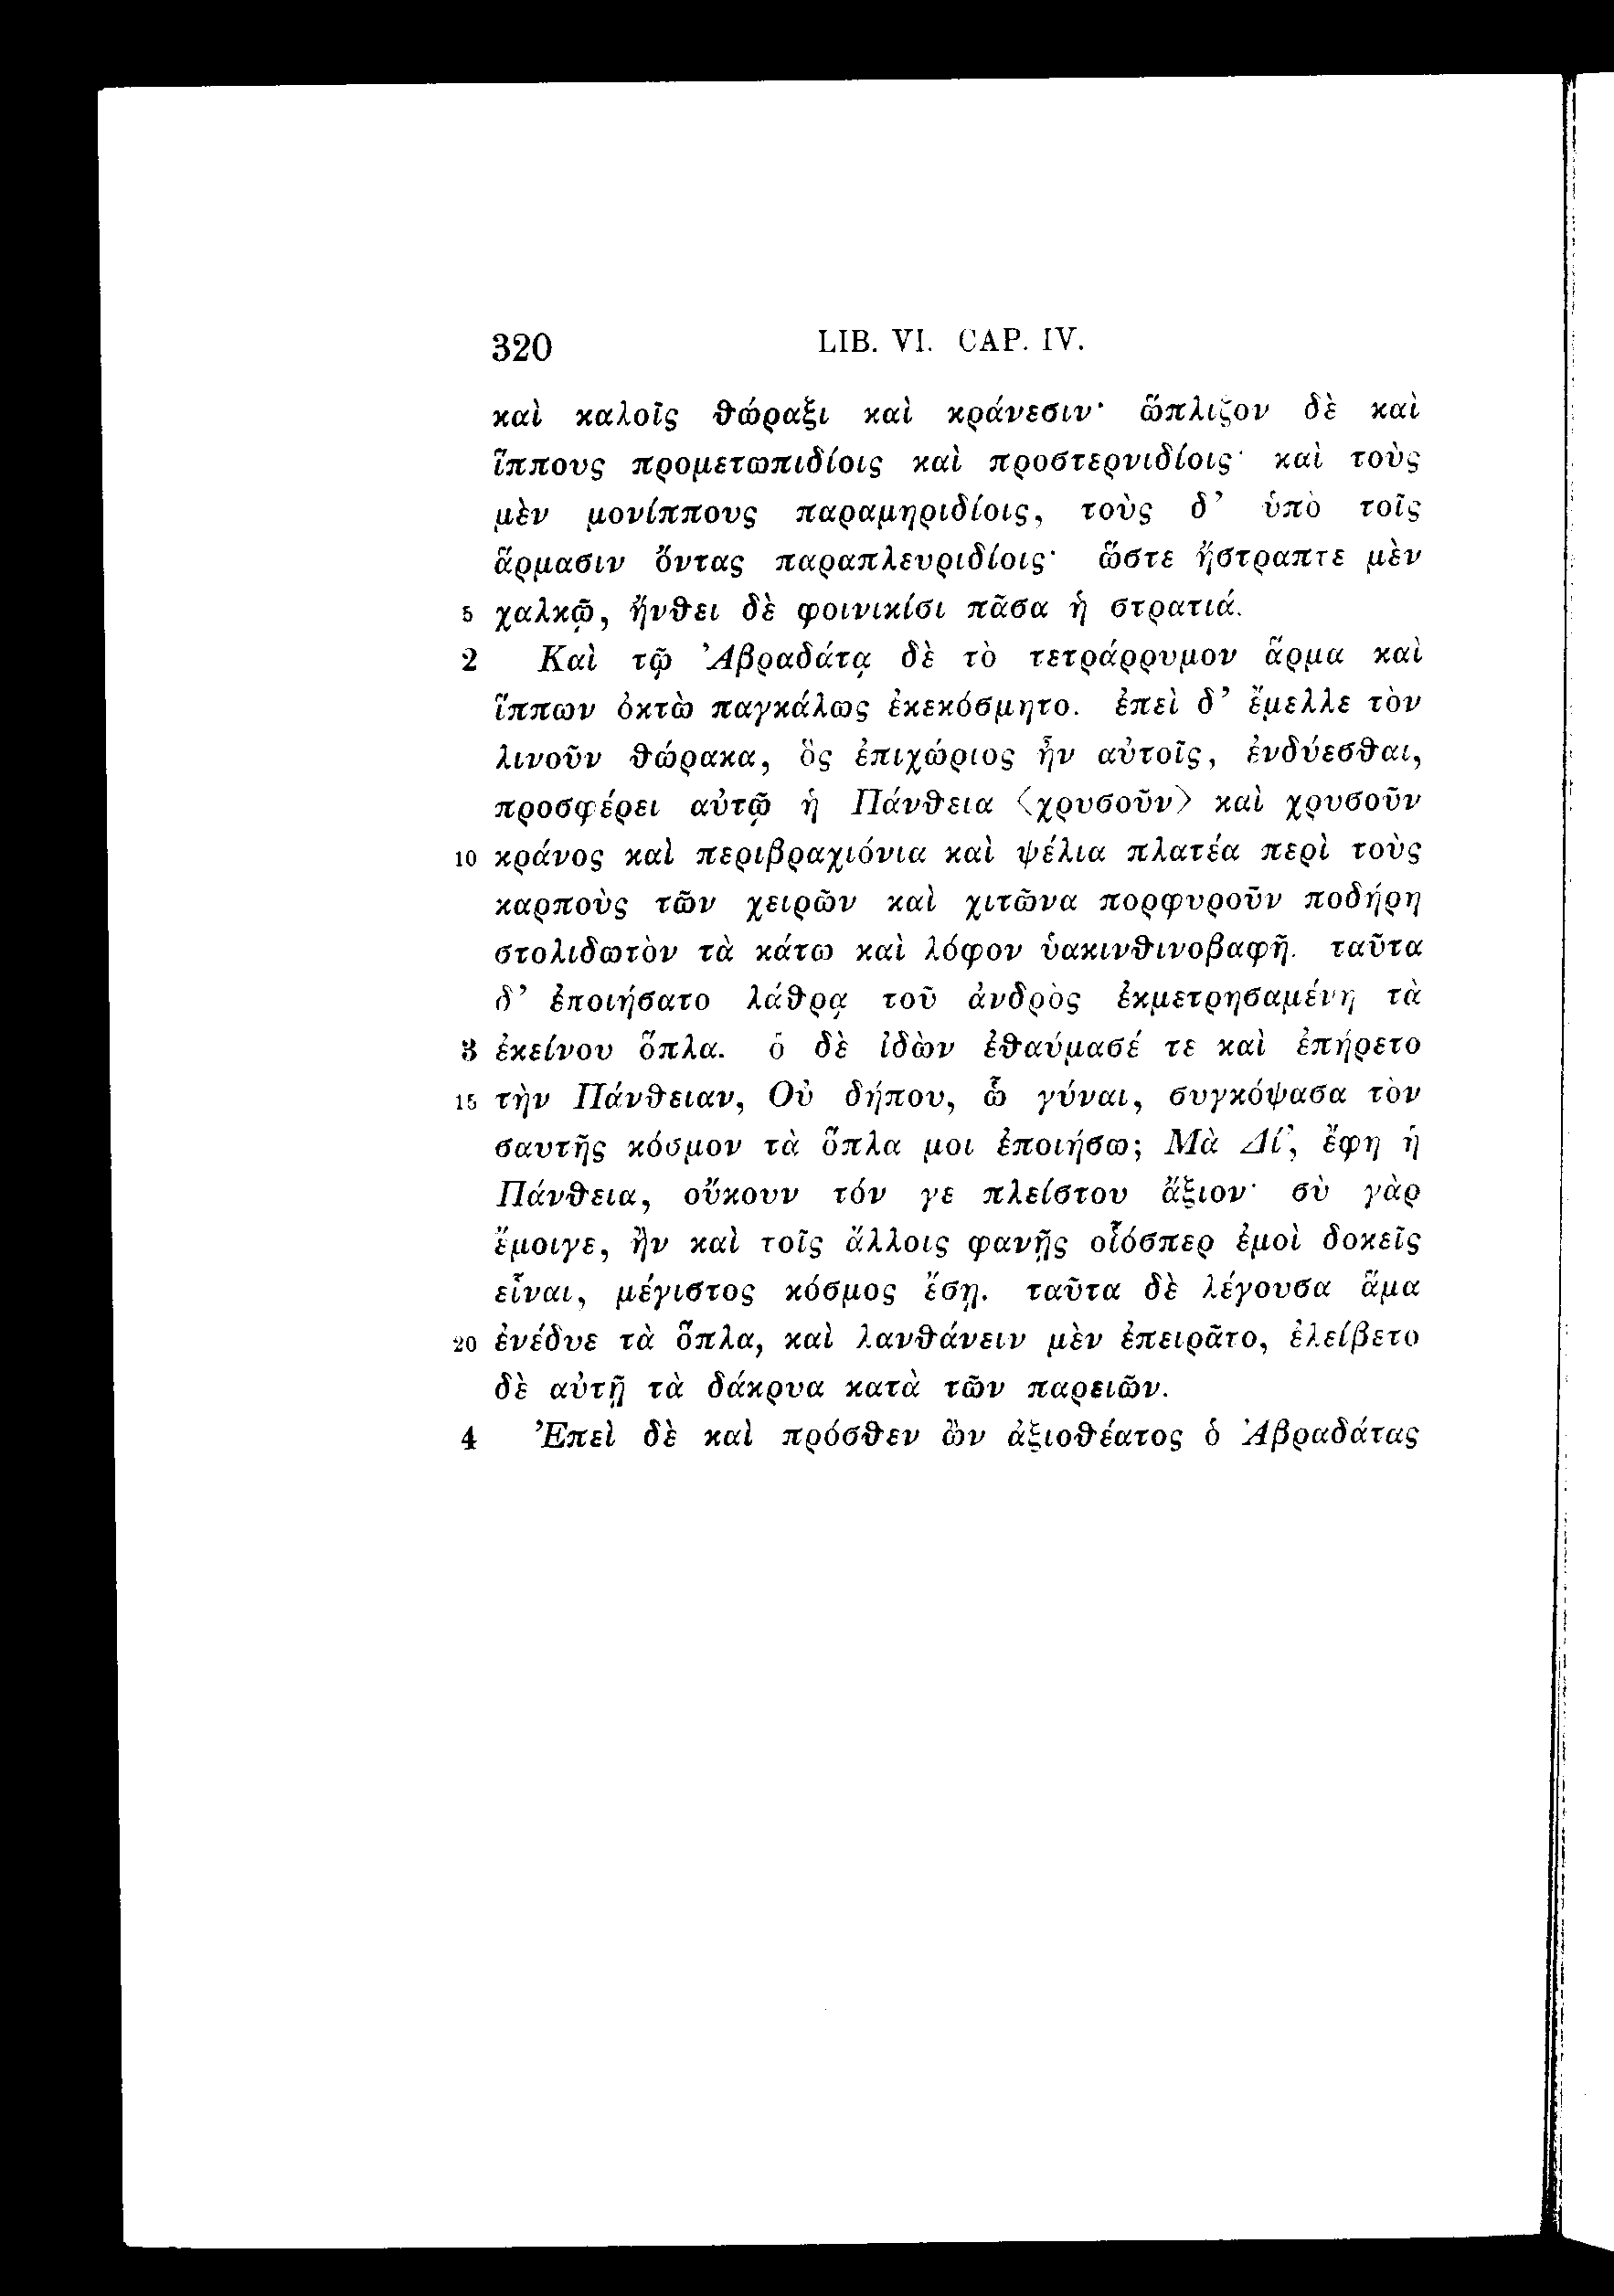 320 LIB. VI. CAP. IV.
καὶ καλοῖς θώραξι καὶ κράνεσιν· ὥπλιζον δὲ καὶ
ἵππους προμετωπιδίοις καὶ προστερνιδίοις· καὶ τοὺς
μὲν μονίππους παραμηριδίοις, τοὺς δ’ ὑπὸ τοῖς
ἅρμασιν ὄντας παραπλευριδίοις· ὥστε ἤστραπτε μὲν
5 χαλκῷ, ἤνθει δὲ φοινικίσι πᾶσα ἡ στρατιά.
2 Καὶ τῷ Ἀβραδάτᾳ δὲ τὸ τετράρρυμον ἅρμα καὶ
ἵππων ὀκτὼ παγκάλως ἐκεκόσμητο. ἐπεὶ δ’ ἔμελλε τὸν
λινοῦν θώρακα, ὃς ἐπιχώριος ἦν αὐτοῖς, ἐνδύεσθαι,
προσφέρει αὐτῷ ἡ Πάνθεια ⟨χρυσοῦν⟩ καὶ χρυσοῦν
10 κράνος καὶ περιβραχιόνια καὶ ψέλια πλατέα περὶ τοὺς
καρποὺς τῶν χειρῶν καὶ χιτῶνα πορφυροῦν ποδήρη
στολιδωτὸν τὰ κάτω καὶ λόφον ὑακινθινοβαφῆ. ταῦτα
δ’ ἐποιήσατο λάθρᾳ τοῦ ἀνδρὸς ἐκμετρησαμένη τὰ
3 ἐκείνου ὅπλα. ὁ δὲ ἰδὼν ἐθαύμασέ τε καὶ ἐπήρετο
15 τὴν Πάνθειαν, Οὐ δήπου, ὦ γύναι, συγκόψασα τὸν
σαυτῆς κόσμον τὰ ὅπλα μοι ἐποιήσω; Μὰ Δί’, ἔφη ἡ
Πάνθεια, οὔκουν τόν γε πλείστου ἄξιον· σὺ γὰρ
ἔμοιγε, ἢν καὶ τοῖς ἄλλοις φανῇς οἷόσπερ ἐμοὶ δοκεῖς
εἶναι, μέγιστος κόσμος ἔσῃ. ταῦτα δὲ λέγουσα ἅμα
20 ἐνέδυε τὰ ὅπλα, καὶ λανθάνειν μὲν ἐπειρᾶτο, ἐλείβετο
δὲ αὐτῇ τὰ δάκρυα κατὰ τῶν παρειῶν.
4 Ἐπεὶ δὲ καὶ πρόσθεν ὢν ἀξιοθέατος ὁ Ἀβραδάτας